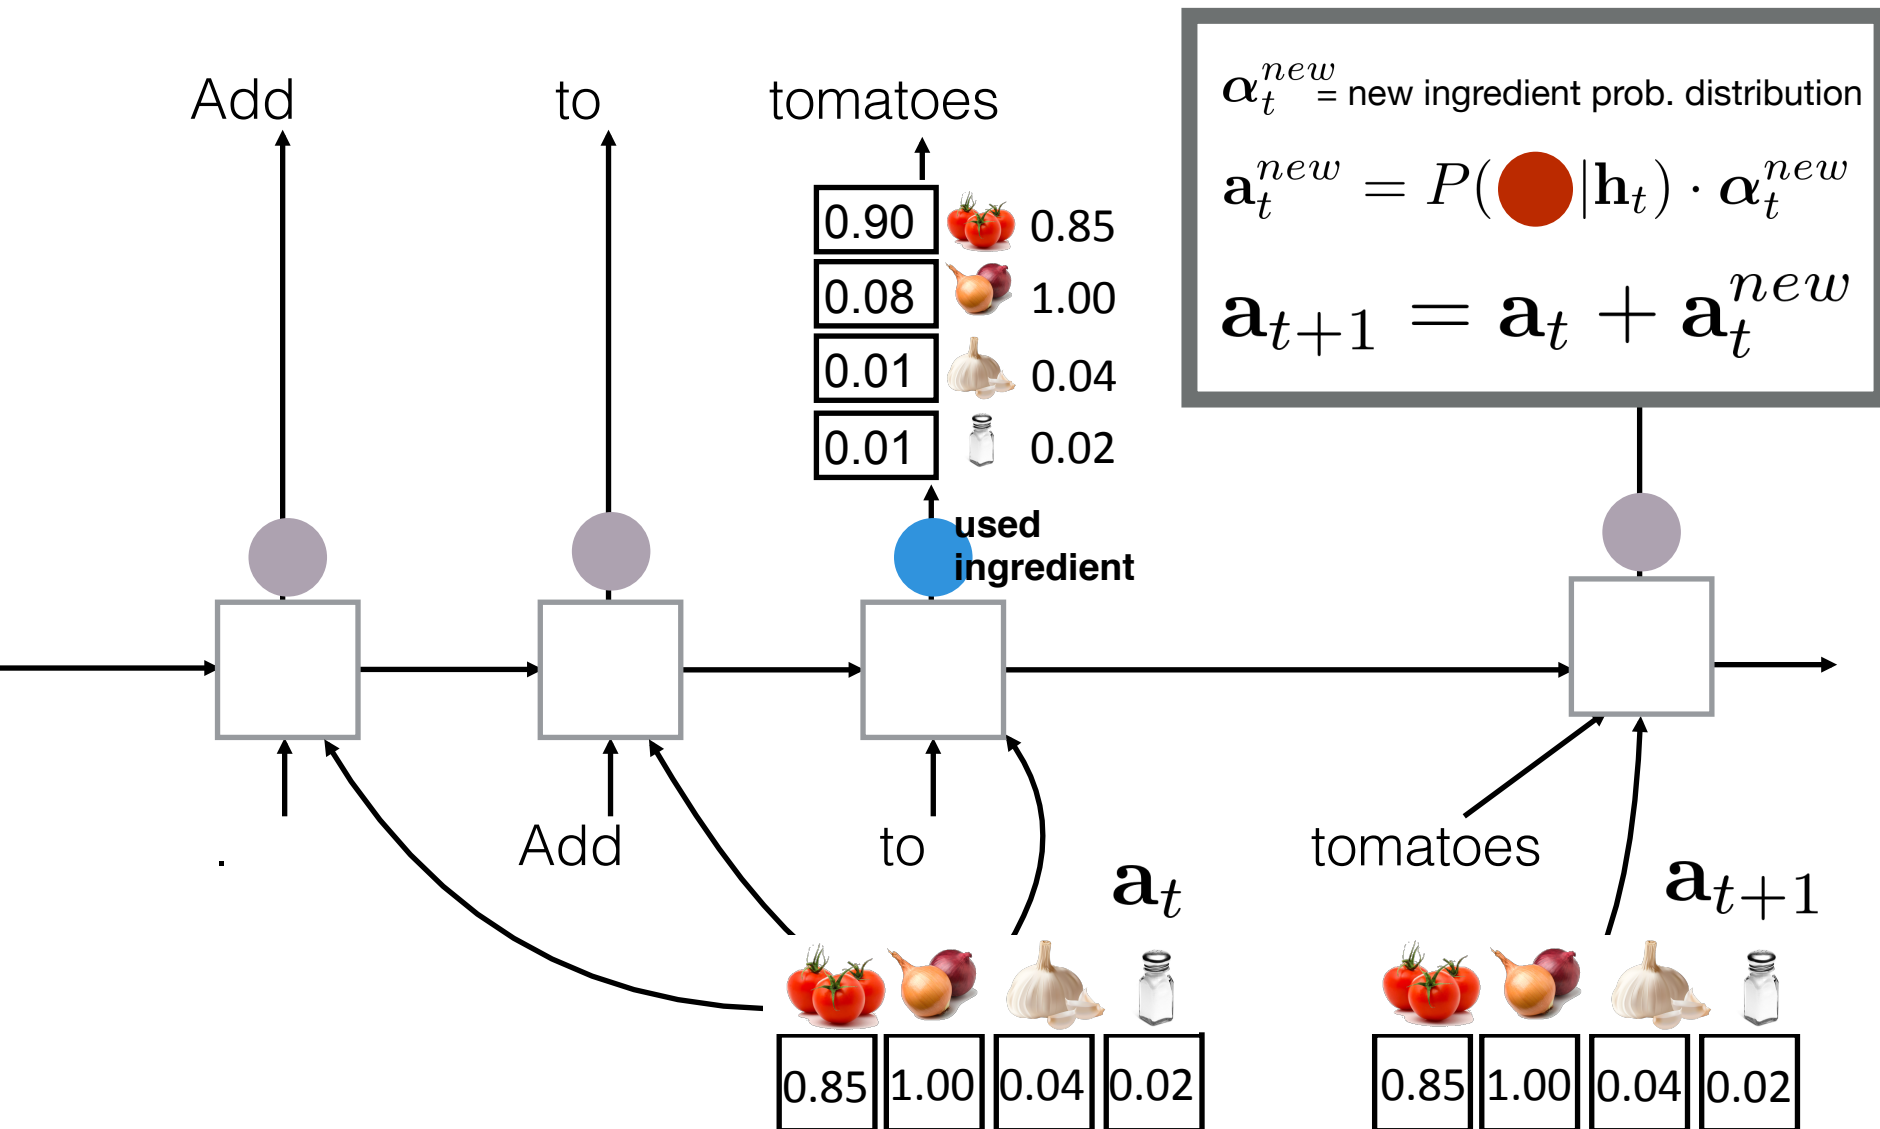 Add
to
tomatoes
0.90 0.85
0.08 1.00
0.01 0.04
0.01 0.02
used
ingredient
α_t^{new} = new ingredient prob. distribution
a_t^{new} = P( |h_t) · α_t^{new}
a_{t+1} = a_t + a_t^{new}
.
Add
to
a_t
tomatoes
a_{t+1}
0.85 1.00 0.04 0.02
0.85 1.00 0.04 0.02